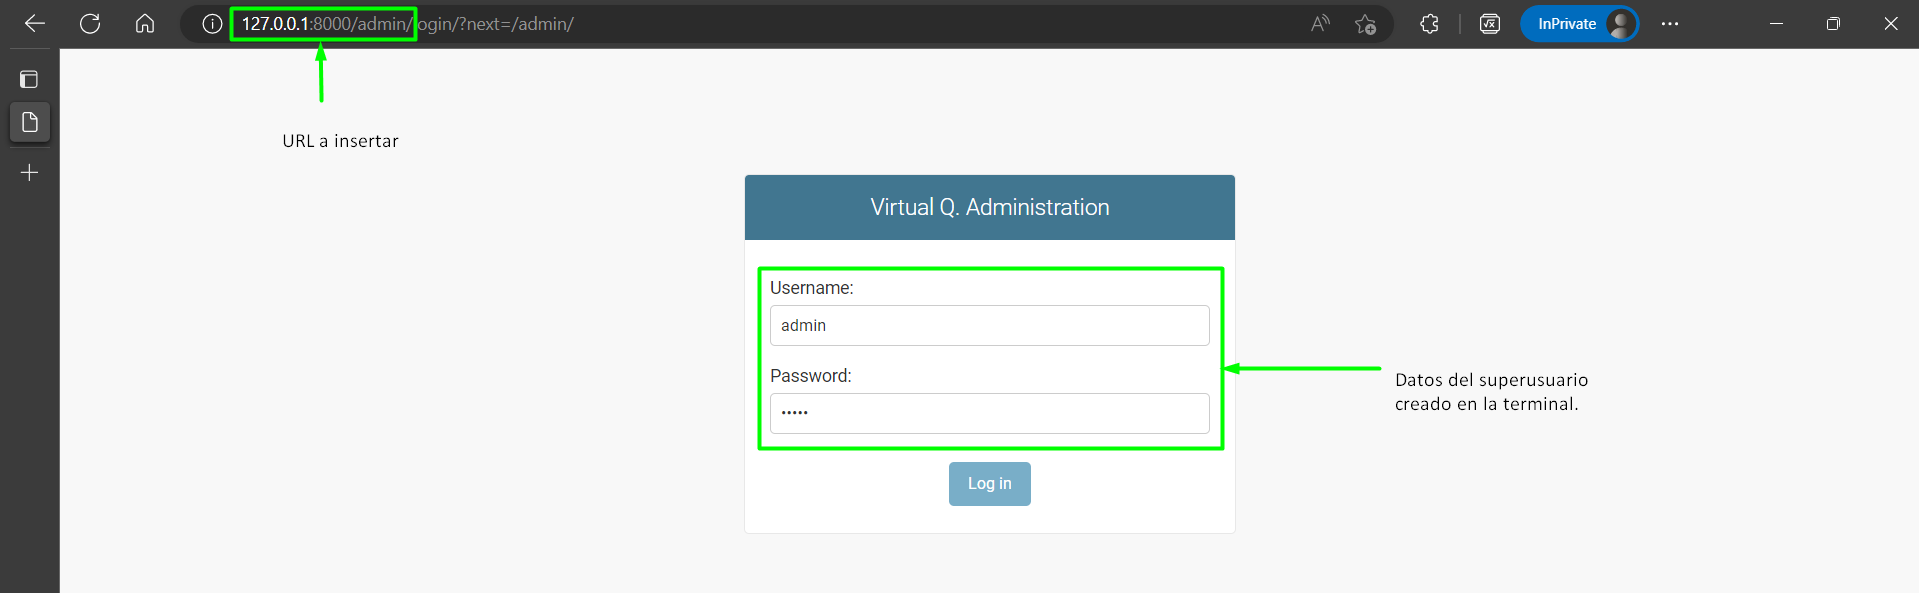 127.0.0.1:8000/admin/login/?next=/admin/
InPrivate
URL a insertar
Virtual Q. Administration
Username:
admin
Password:
•••••
Datos del superusuario
creado en la terminal.
Log in